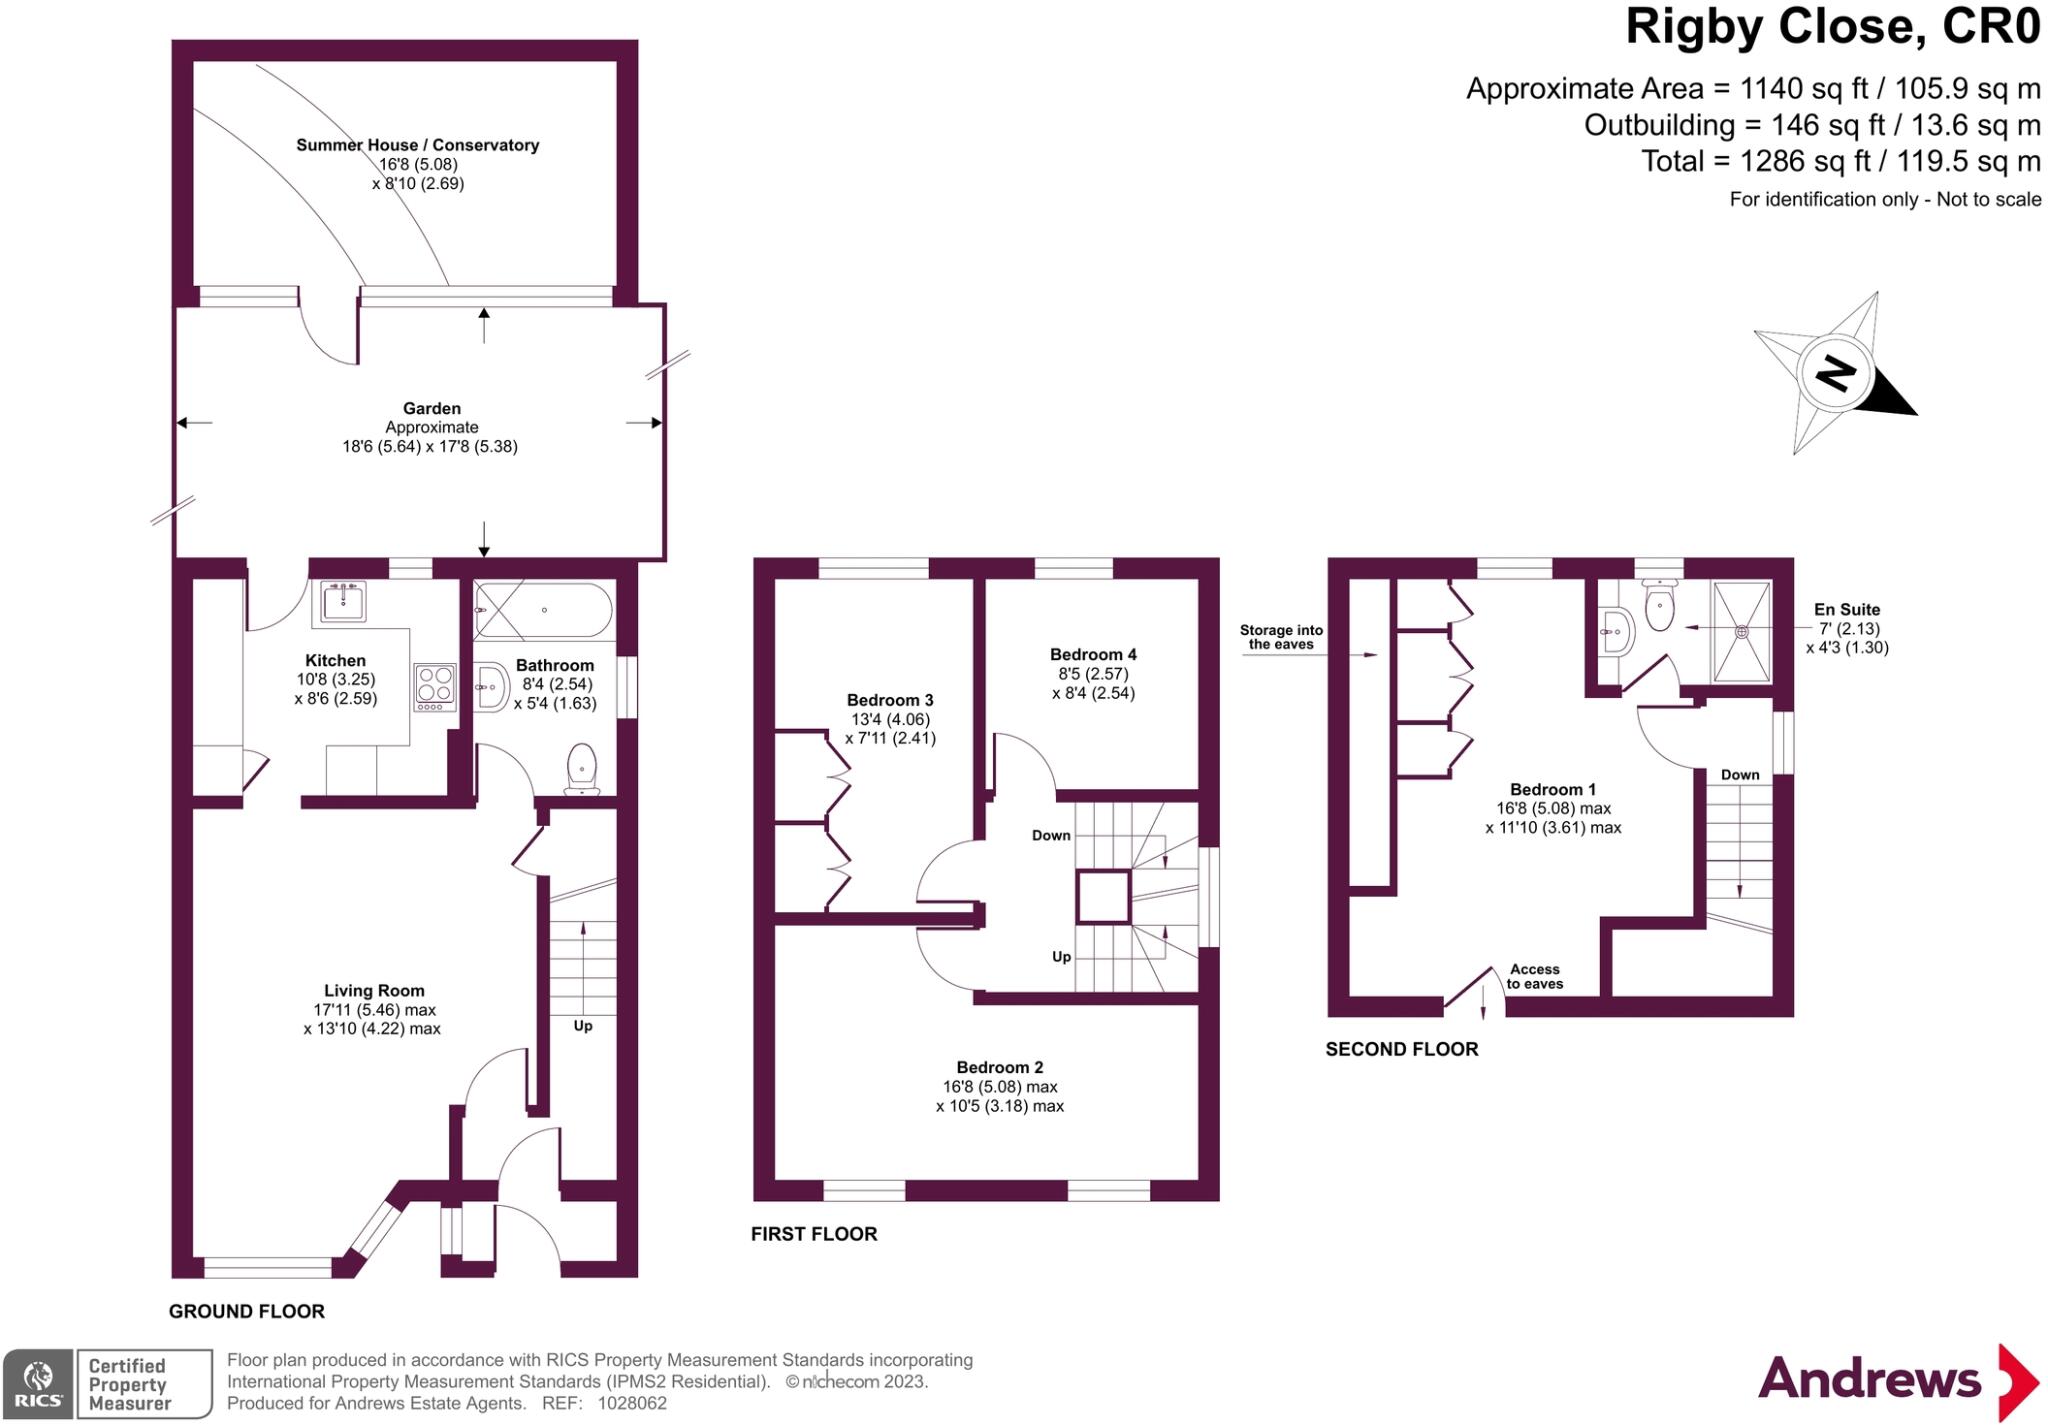 Rigby Close, CR0
Approximate Area = 1140 sq ft / 105.9 sq m
Outbuilding = 146 sq ft / 13.6 sq m
Total = 1286 sq ft / 119.5 sq m
For identification only - Not to scale
Summer House / Conservatory
16'8 (5.08)
x 8'10 (2.69)
N
Garden
Approximate
18'6 (5.64) x 17'8 (5.38)
Kitchen
10'8 (3.25)
x 8'6 (2.59)
Bathroom
8'4 (2.54)
x 5'4 (1.63)
Living Room
17'11 (5.46) max
x 13'10 (4.22) max
Up
GROUND FLOOR
Bedroom 3
13'4 (4.06)
x 7'11 (2.41)
Bedroom 4
8'5 (2.57)
x 8'4 (2.54)
Down
Up
Bedroom 2
16'8 (5.08) max
x 10'5 (3.18) max
FIRST FLOOR
Storage into
the eaves
En Suite
7' (2.13)
x 4'3 (1.30)
Bedroom 1
16'8 (5.08) max
x 11'10 (3.61) max
Down
Access
to eaves
SECOND FLOOR
RICS
Certified
Property
Measurer
Floor plan produced in accordance with RICS Property Measurement Standards incorporating
International Property Measurement Standards (IPMS2 Residential). © nichecom 2023.
Produced for Andrews Estate Agents. REF: 1028062
Andrews